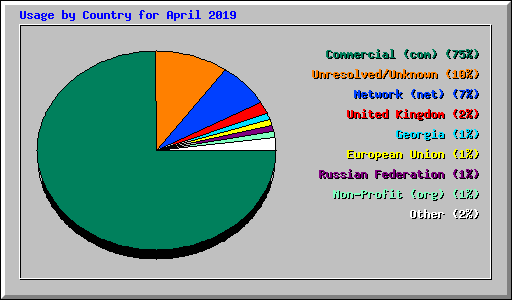 Usage by Country for April 2019
Commercial (com) (75%)
Unresolved/Unknown (10%)
Network (net) (7%)
United Kingdom (2%)
Georgia (1%)
European Union (1%)
Russian Federation (1%)
Non-Profit (org) (1%)
Other (2%)